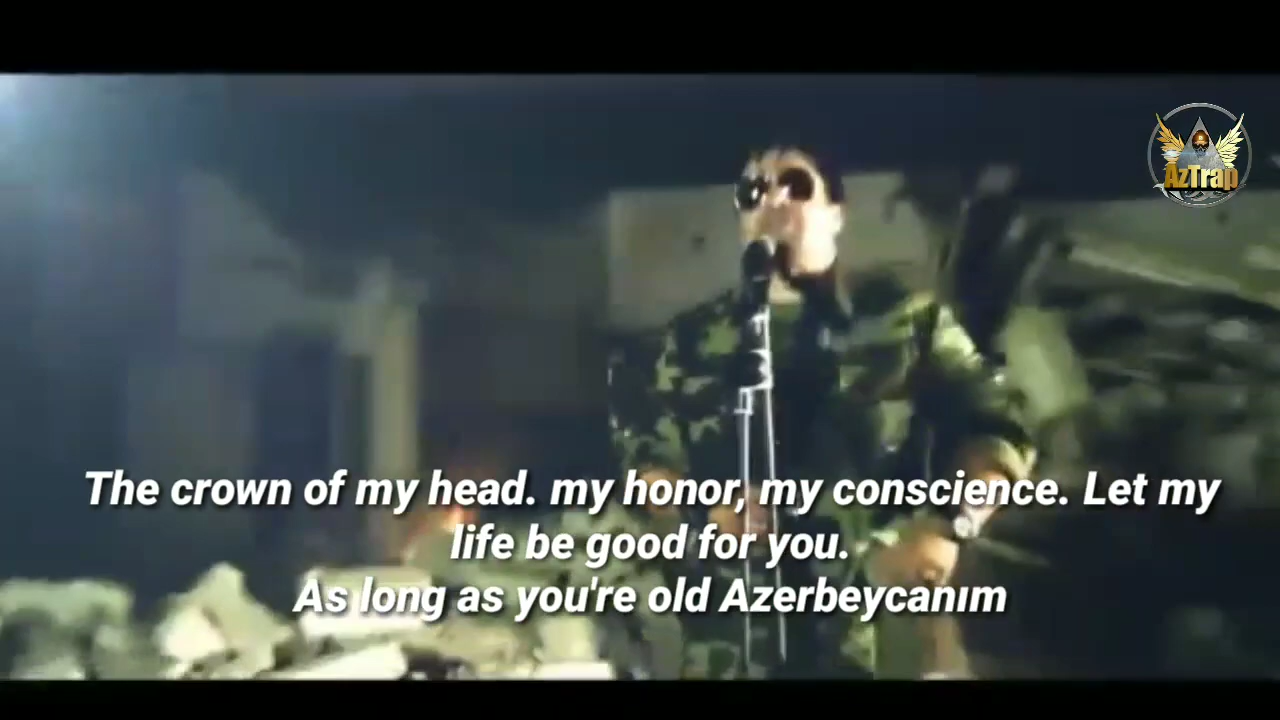 AzTrap
The crown of my head. my honor, my conscience. Let my
life be good for you.
As long as you're old Azerbeycanım